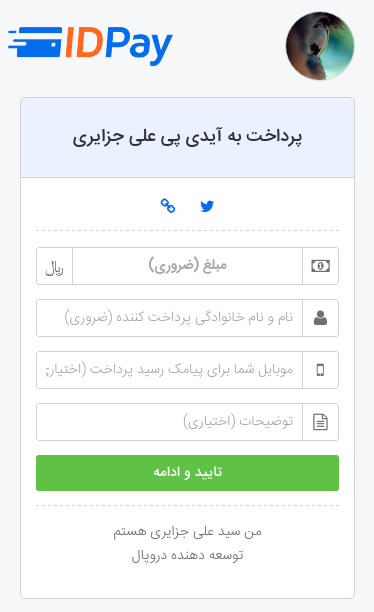 IDPay
پرداخت به آیدی پی علی جزایری
مبلغ (ضروری)
﷼
نام و نام خانوادگی پرداخت کننده (ضروری)
موبایل شما برای پیامک رسید پرداخت (اختیاری
توضیحات (اختیاری)
تایید و ادامه
من سید علی جزایری هستم
توسعه دهنده دروپال